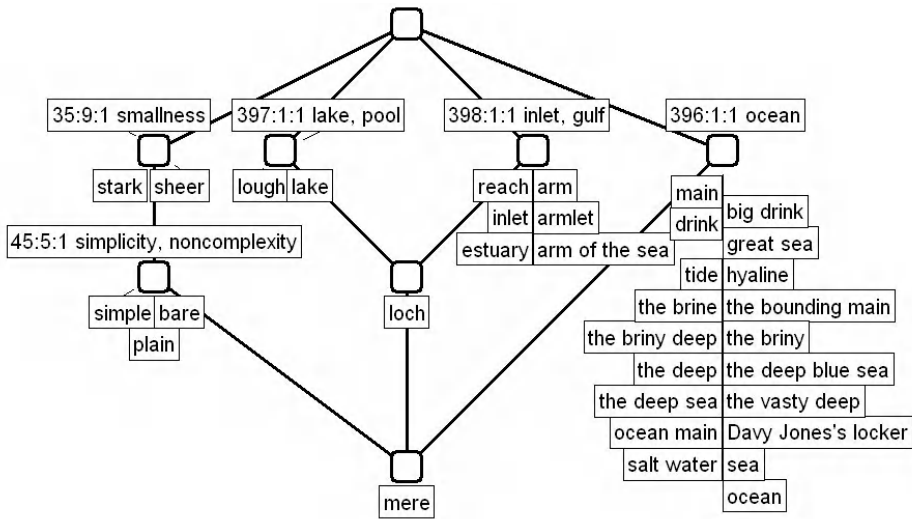 35:9:1 smallness
397:1:1 lake, pool
398:1:1 inlet, gulf
396:1:1 ocean
stark sheer
lough lake
reach arm
inlet armlet
estuary arm of the sea
main
big drink
drink
great sea
45:5:1 simplicity, noncomplexity
simple bare
plain
loch
tide hyaline
the brine the bounding main
the briny deep the briny
the deep the deep blue sea
the deep sea the vasty deep
ocean main Davy Jones's locker
salt water sea
ocean
mere